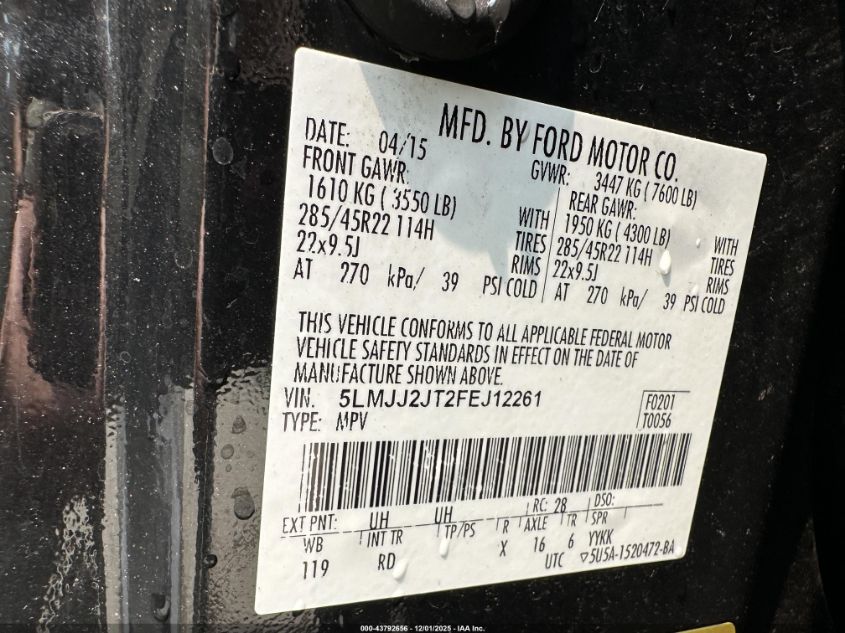 MFD. BY FORD MOTOR CO.
DATE: 04/15 GVWR: 3447 KG ( 7600 LB)
FRONT GAWR: REAR GAWR:
1610 KG ( 3550 LB) WITH 1950 KG ( 4300 LB) WITH
285/45R22 114H TIRES 285/45R22 114H TIRES
22x9.5J RIMS 22x9.5J RIMS
AT 270 kPa/ 39 PSI COLD AT 270 kPa/ 39 PSI COLD
THIS VEHICLE CONFORMS TO ALL APPLICABLE FEDERAL MOTOR
VEHICLE SAFETY STANDARDS IN EFFECT ON THE DATE OF
MANUFACTURE SHOWN ABOVE.
VIN: 5LMJJ2JT2FEJ12261 F0201
TYPE: MPV T0056
EXT PNT: UH UH RC: 28 DSO:
WB INT TR TP/PS R AXLE TR SPR
119 RD X 16 6 YYKK
UTC ▽5U5A-1520472-BA
000-43792656 - 12/01/2025 - IAA Inc.